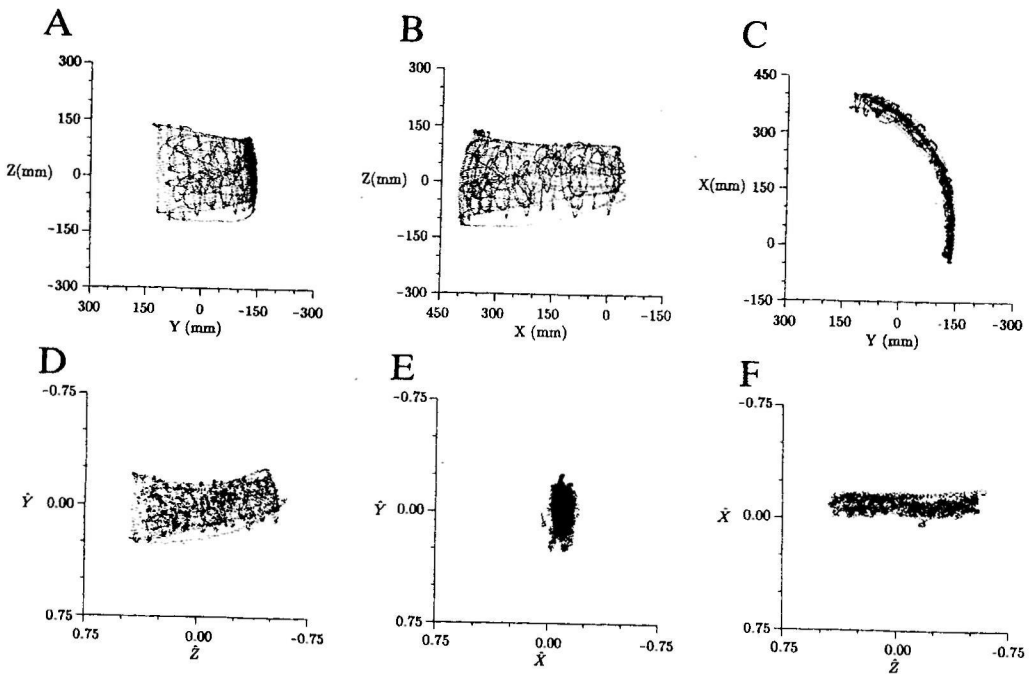 A
300
150
Z(mm) 0
-150
-300
300 150 0 -150 -300
Y (mm)
B
300
150
Z(mm) 0
-150
-300
450 300 150 0 -150
X (mm)
C
450
300
X(mm) 150
0
-150
300 150 0 -150 -300
Y (mm)
D
-0.75
Ŷ 0.00
0.75
0.75 0.00 -0.75
Ẑ
E
-0.75
Ŷ 0.00
0.75
0.75 0.00 -0.75
X̂
F
-0.75
X̂ 0.00
0.75
0.75 0.00 -0.75
Ẑ